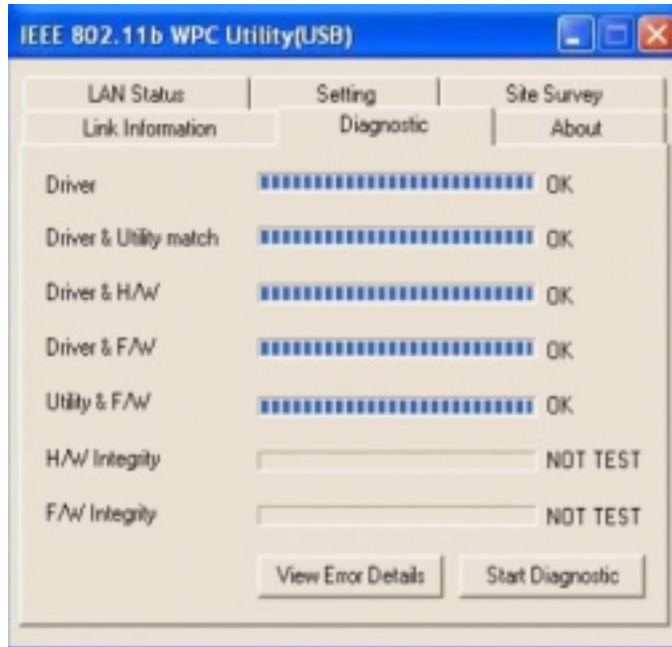 IEEE 802.11b WPC Utility(USB)
LAN Status Setting Site Survey
Link Information Diagnostic About
Driver OK
Driver & Utility match OK
Driver & H/W OK
Driver & F/W OK
Utility & F/W OK
H/W Integrity NOT TEST
F/W Integrity NOT TEST
View Error Details Start Diagnostic